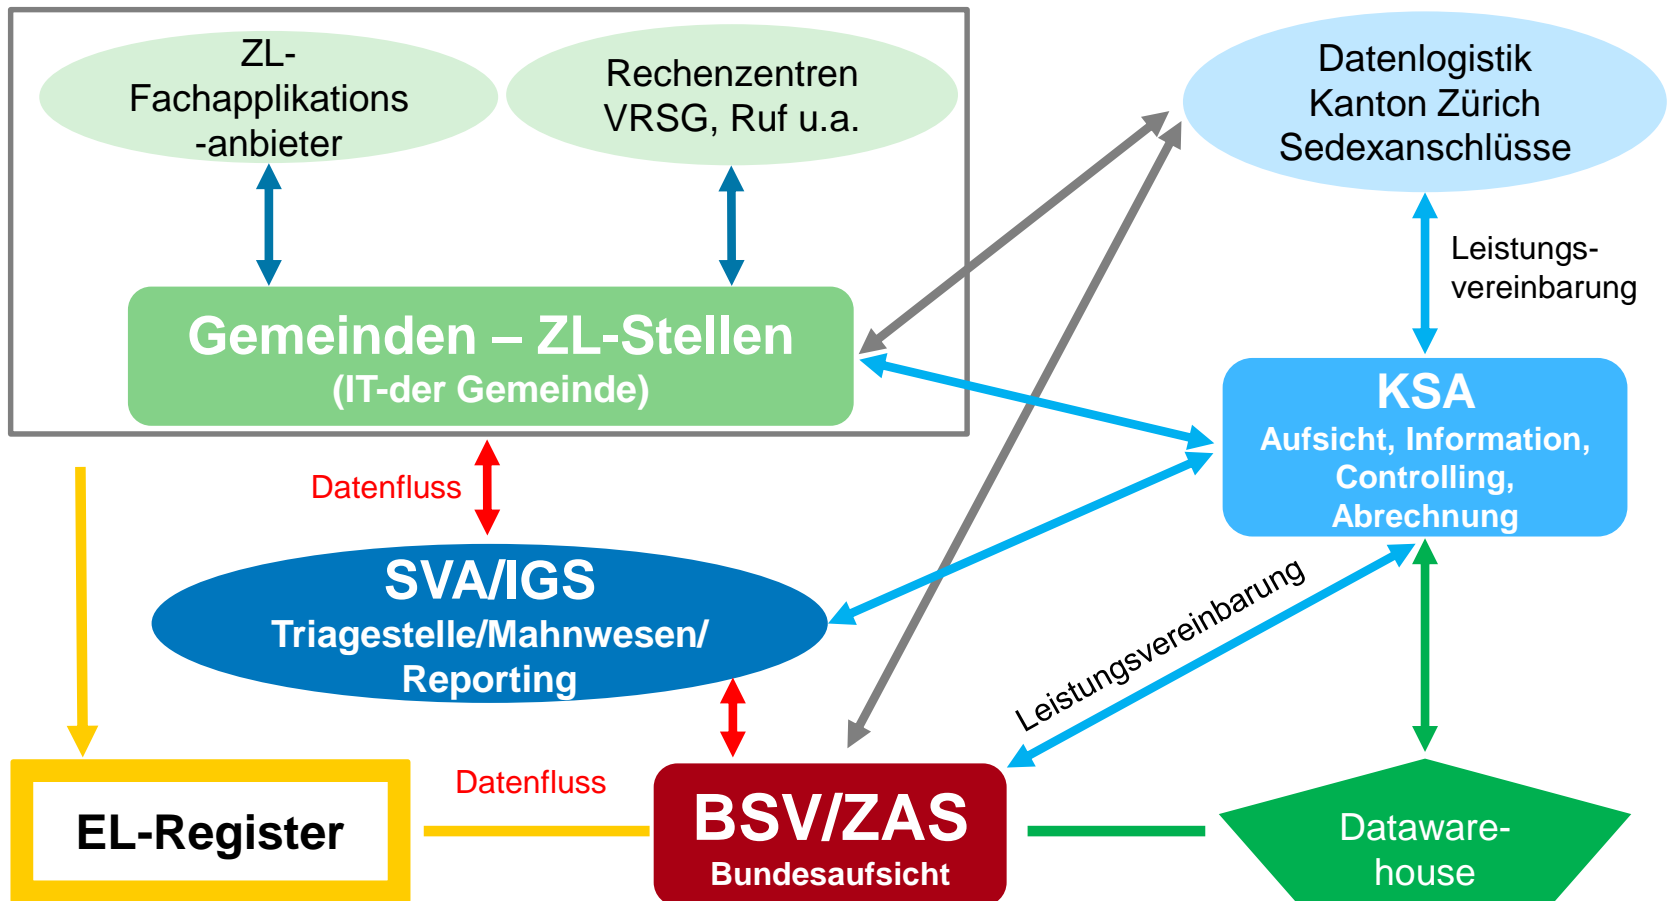 ZL-
Fachapplikations
-anbieter
Rechenzentren
VRSG, Ruf u.a.
Datenlogistik
Kanton Zürich
Sedexanschlüsse
Leistungs-
vereinbarung
Gemeinden – ZL-Stellen
(IT-der Gemeinde)
KSA
Aufsicht, Information,
Controlling,
Abrechnung
Datenfluss
SVA/IGS
Triagestelle/Mahnwesen/
Reporting
Leistungsvereinbarung
Datenfluss
EL-Register
BSV/ZAS
Bundesaufsicht
Dataware-
house